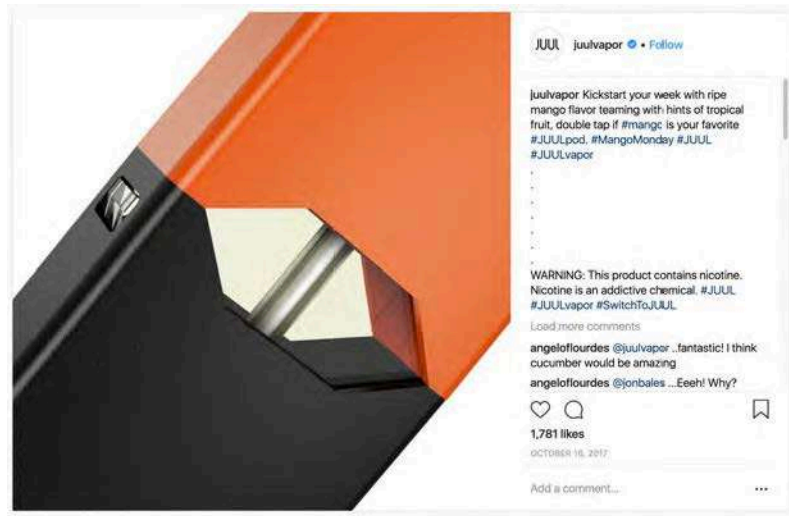 JUUL juulvapor • Follow
juulvapor Kickstart your week with ripe
mango flavor teaming with hints of tropical
fruit, double tap if #mango is your favorite
#JUULpod. #MangoMonday #JUUL
#JUULvapor
.
.
.
.
.
.
WARNING: This product contains nicotine.
Nicotine is an addictive chemical. #JUUL
#JUULvapor #SwitchToJUUL
Load more comments
angeloflourdes @juulvapor ..fantastic! I think
cucumber would be amazing
angeloflourdes @jonbales ...Eeeh! Why?
1,781 likes
OCTOBER 16, 2017
Add a comment...